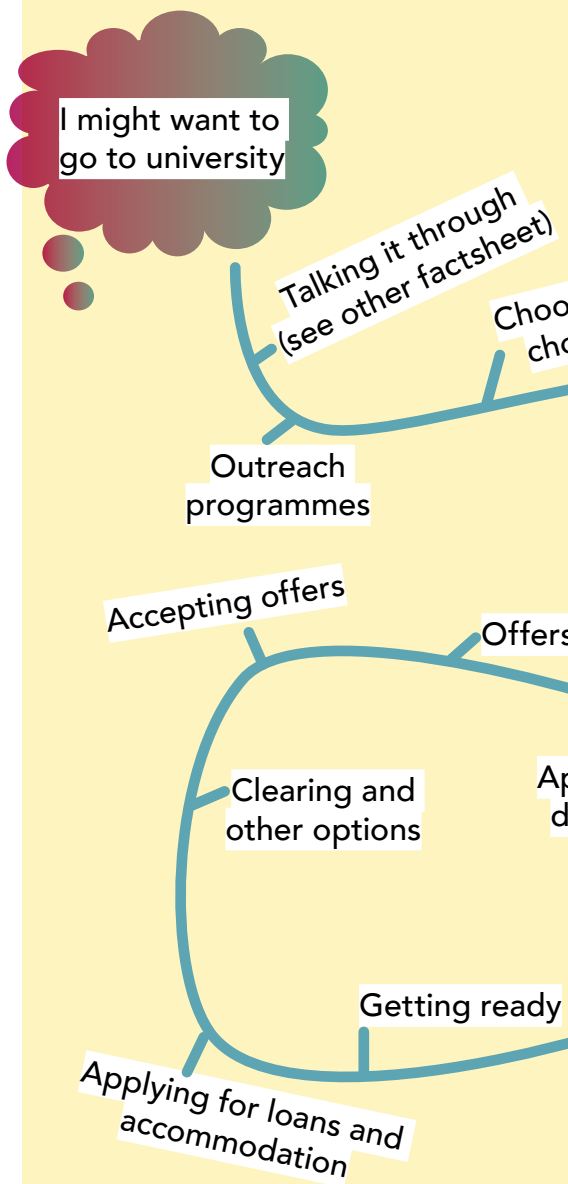 I might want to
go to university
Talking it through
(see other factsheet)
Outreach
programmes
Accepting offers
Offers
Clearing and
other options
Getting ready
Applying for loans and
accommodation